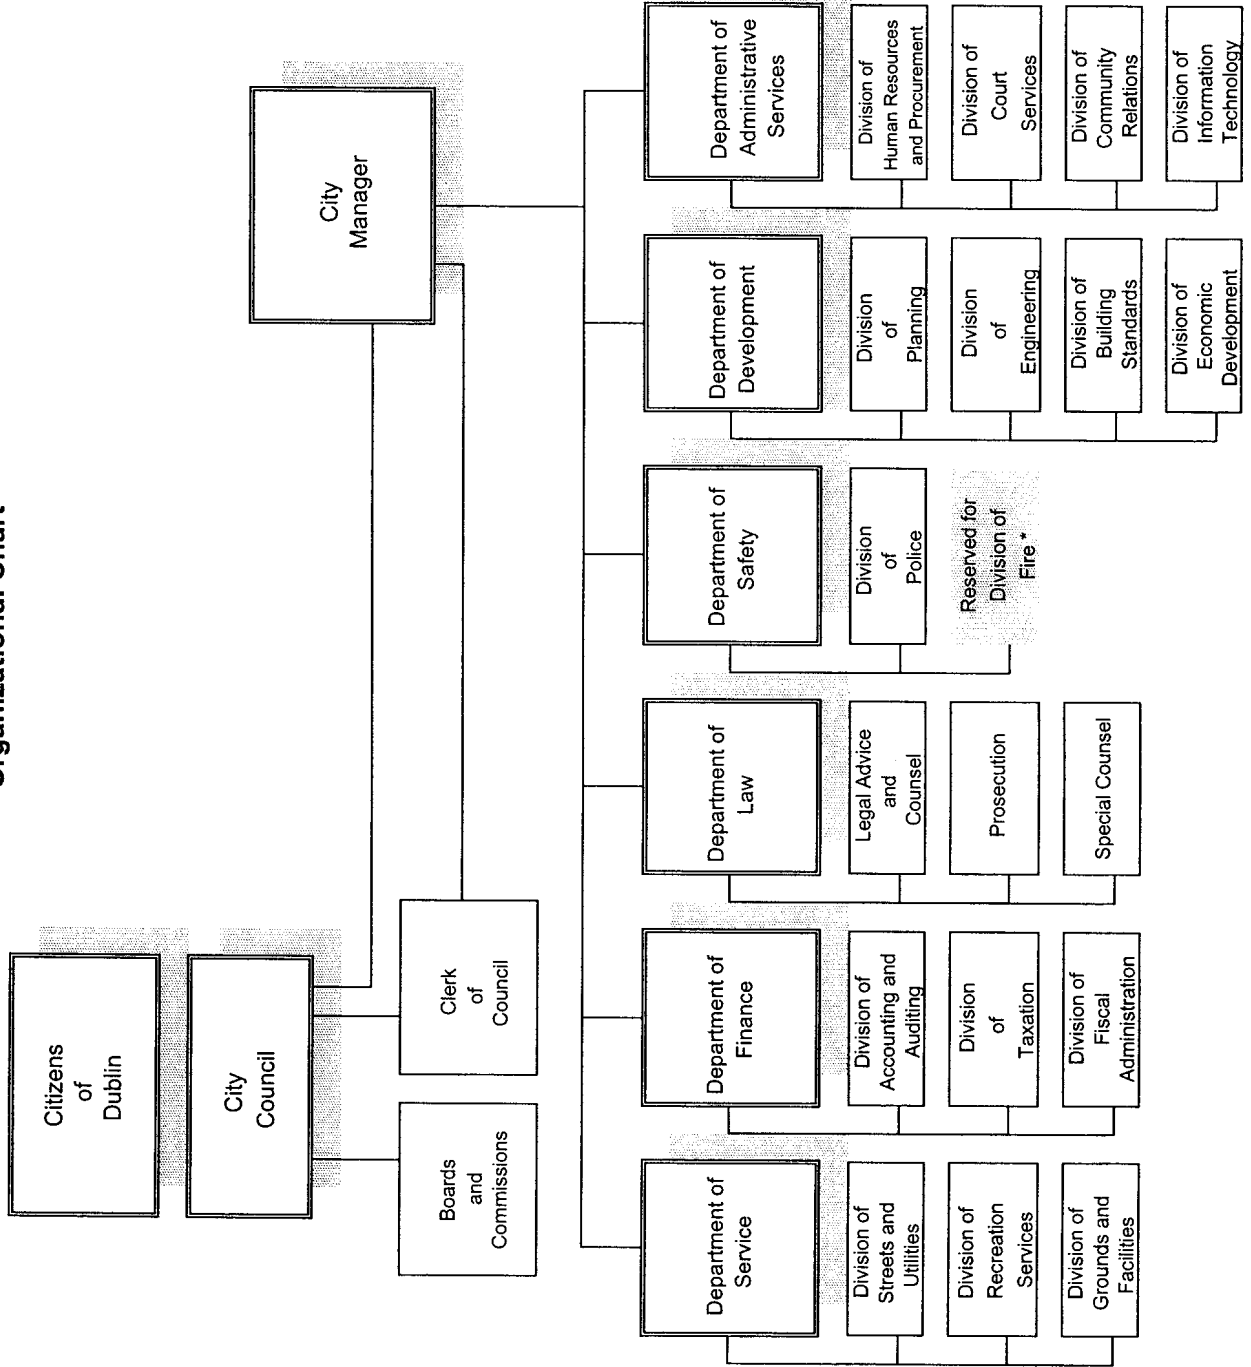 Organizational Chart
Citizens
of
Dublin
City
Council
City
Manager
Boards
and
Commissions
Clerk
of
Council
Department of
Service
Division of
Streets and
Utilities
Division of
Recreation
Services
Division of
Grounds and
Facilities
Department of
Finance
Division of
Accounting and
Auditing
Division
of
Taxation
Division of
Fiscal
Administration
Department of
Law
Legal Advice
and
Counsel
Prosecution
Special Counsel
Department of
Safety
Division
of
Police
Reserved for
Division of
Fire *
Department of
Development
Division
of
Planning
Division
of
Engineering
Division of
Building
Standards
Division of
Economic
Development
Department of
Administrative
Services
Division of
Human Resources
and Procurement
Division of
Court
Services
Division of
Community
Relations
Division of
Information
Technology